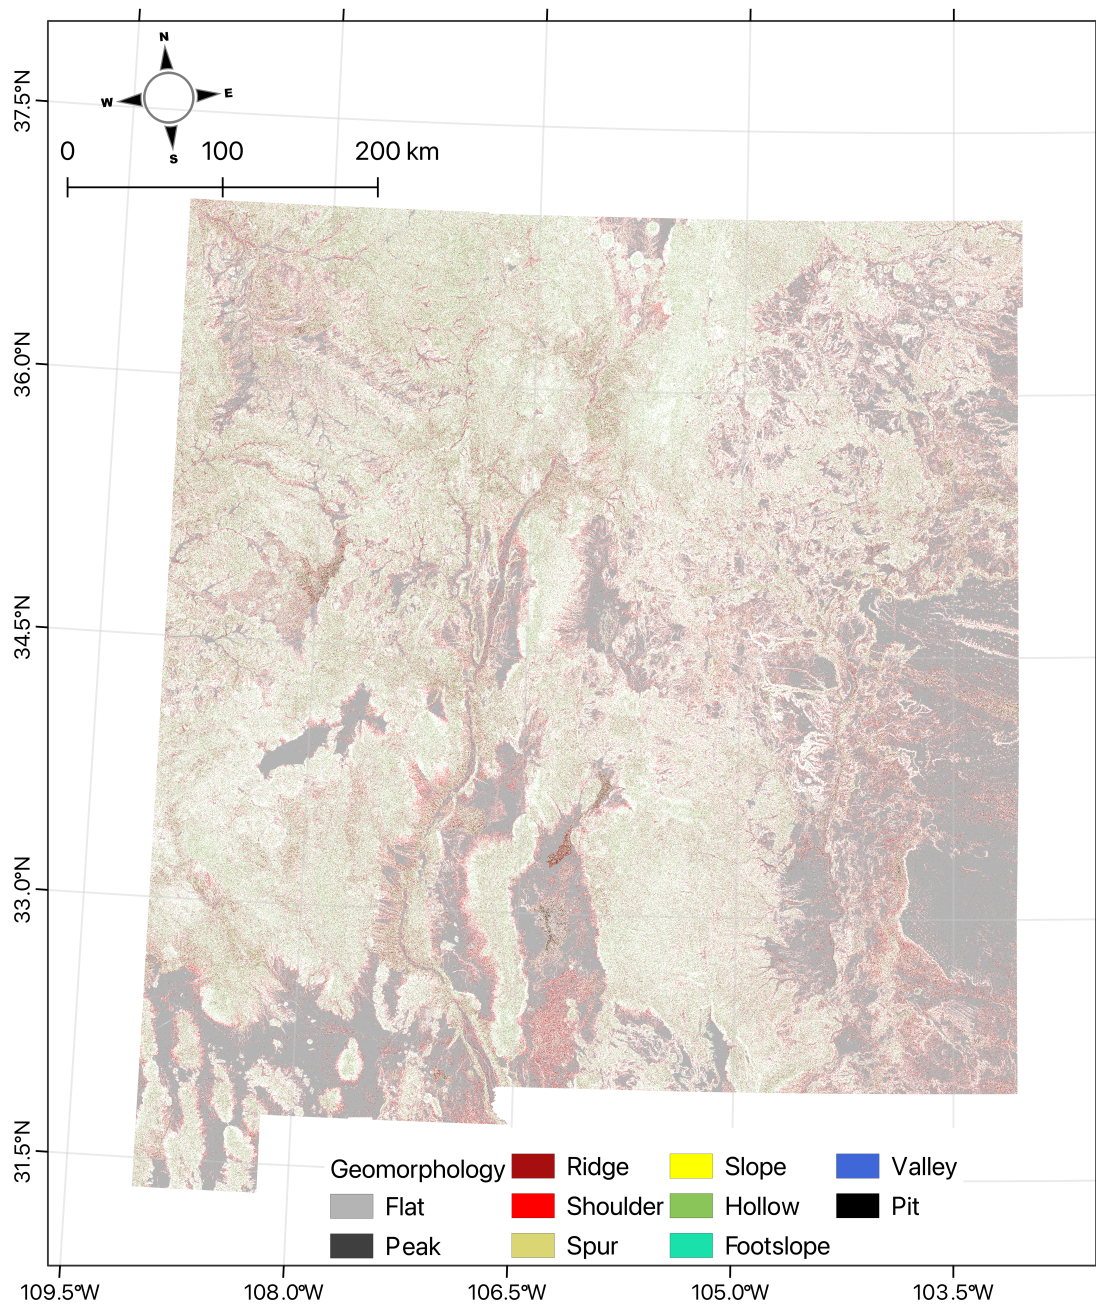 N
W E
S
0 100 200 km
37.5°N
36.0°N
34.5°N
33.0°N
31.5°N
Geomorphology Ridge Slope Valley
Flat Shoulder Hollow Pit
Peak Spur Footslope
109.5°W 108.0°W 106.5°W 105.0°W 103.5°W